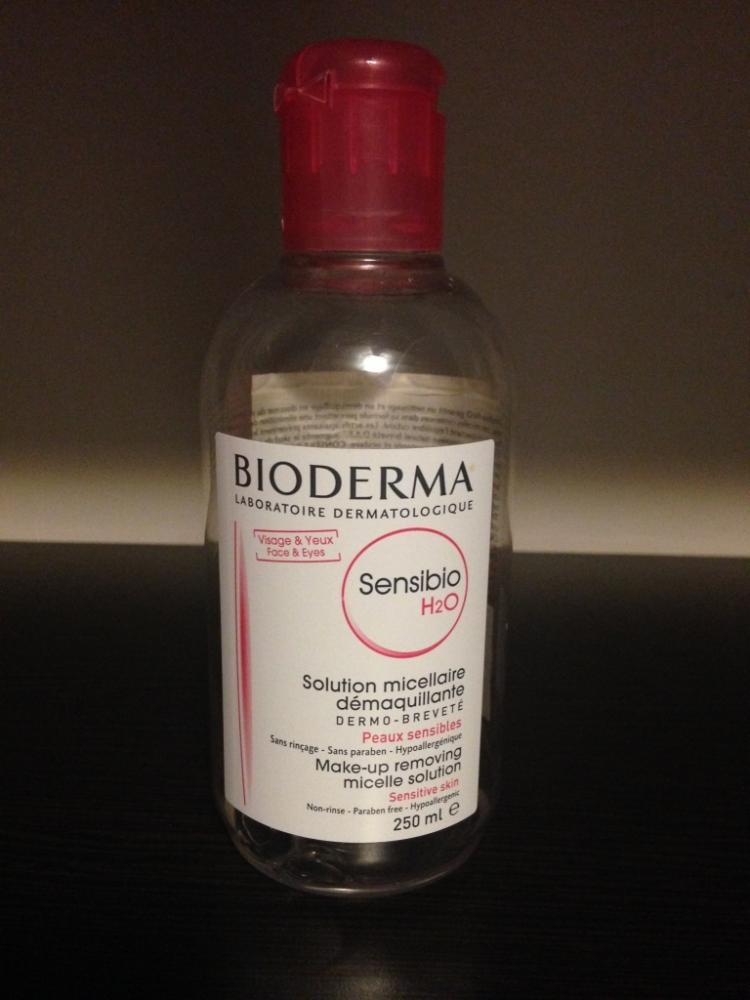 BIODERMA
LABORATOIRE DERMATOLOGIQUE
Visage & Yeux
Face & Eyes
Sensibio
H2O
Solution micellaire
démaquillante
DERMO-BREVETÉ
Peaux sensibles
Sans rinçage - Sans paraben - Hypoallergénique
Make-up removing
micelle solution
Sensitive skin
Non-rinse - Paraben free - Hypoallergenic
250 ml e